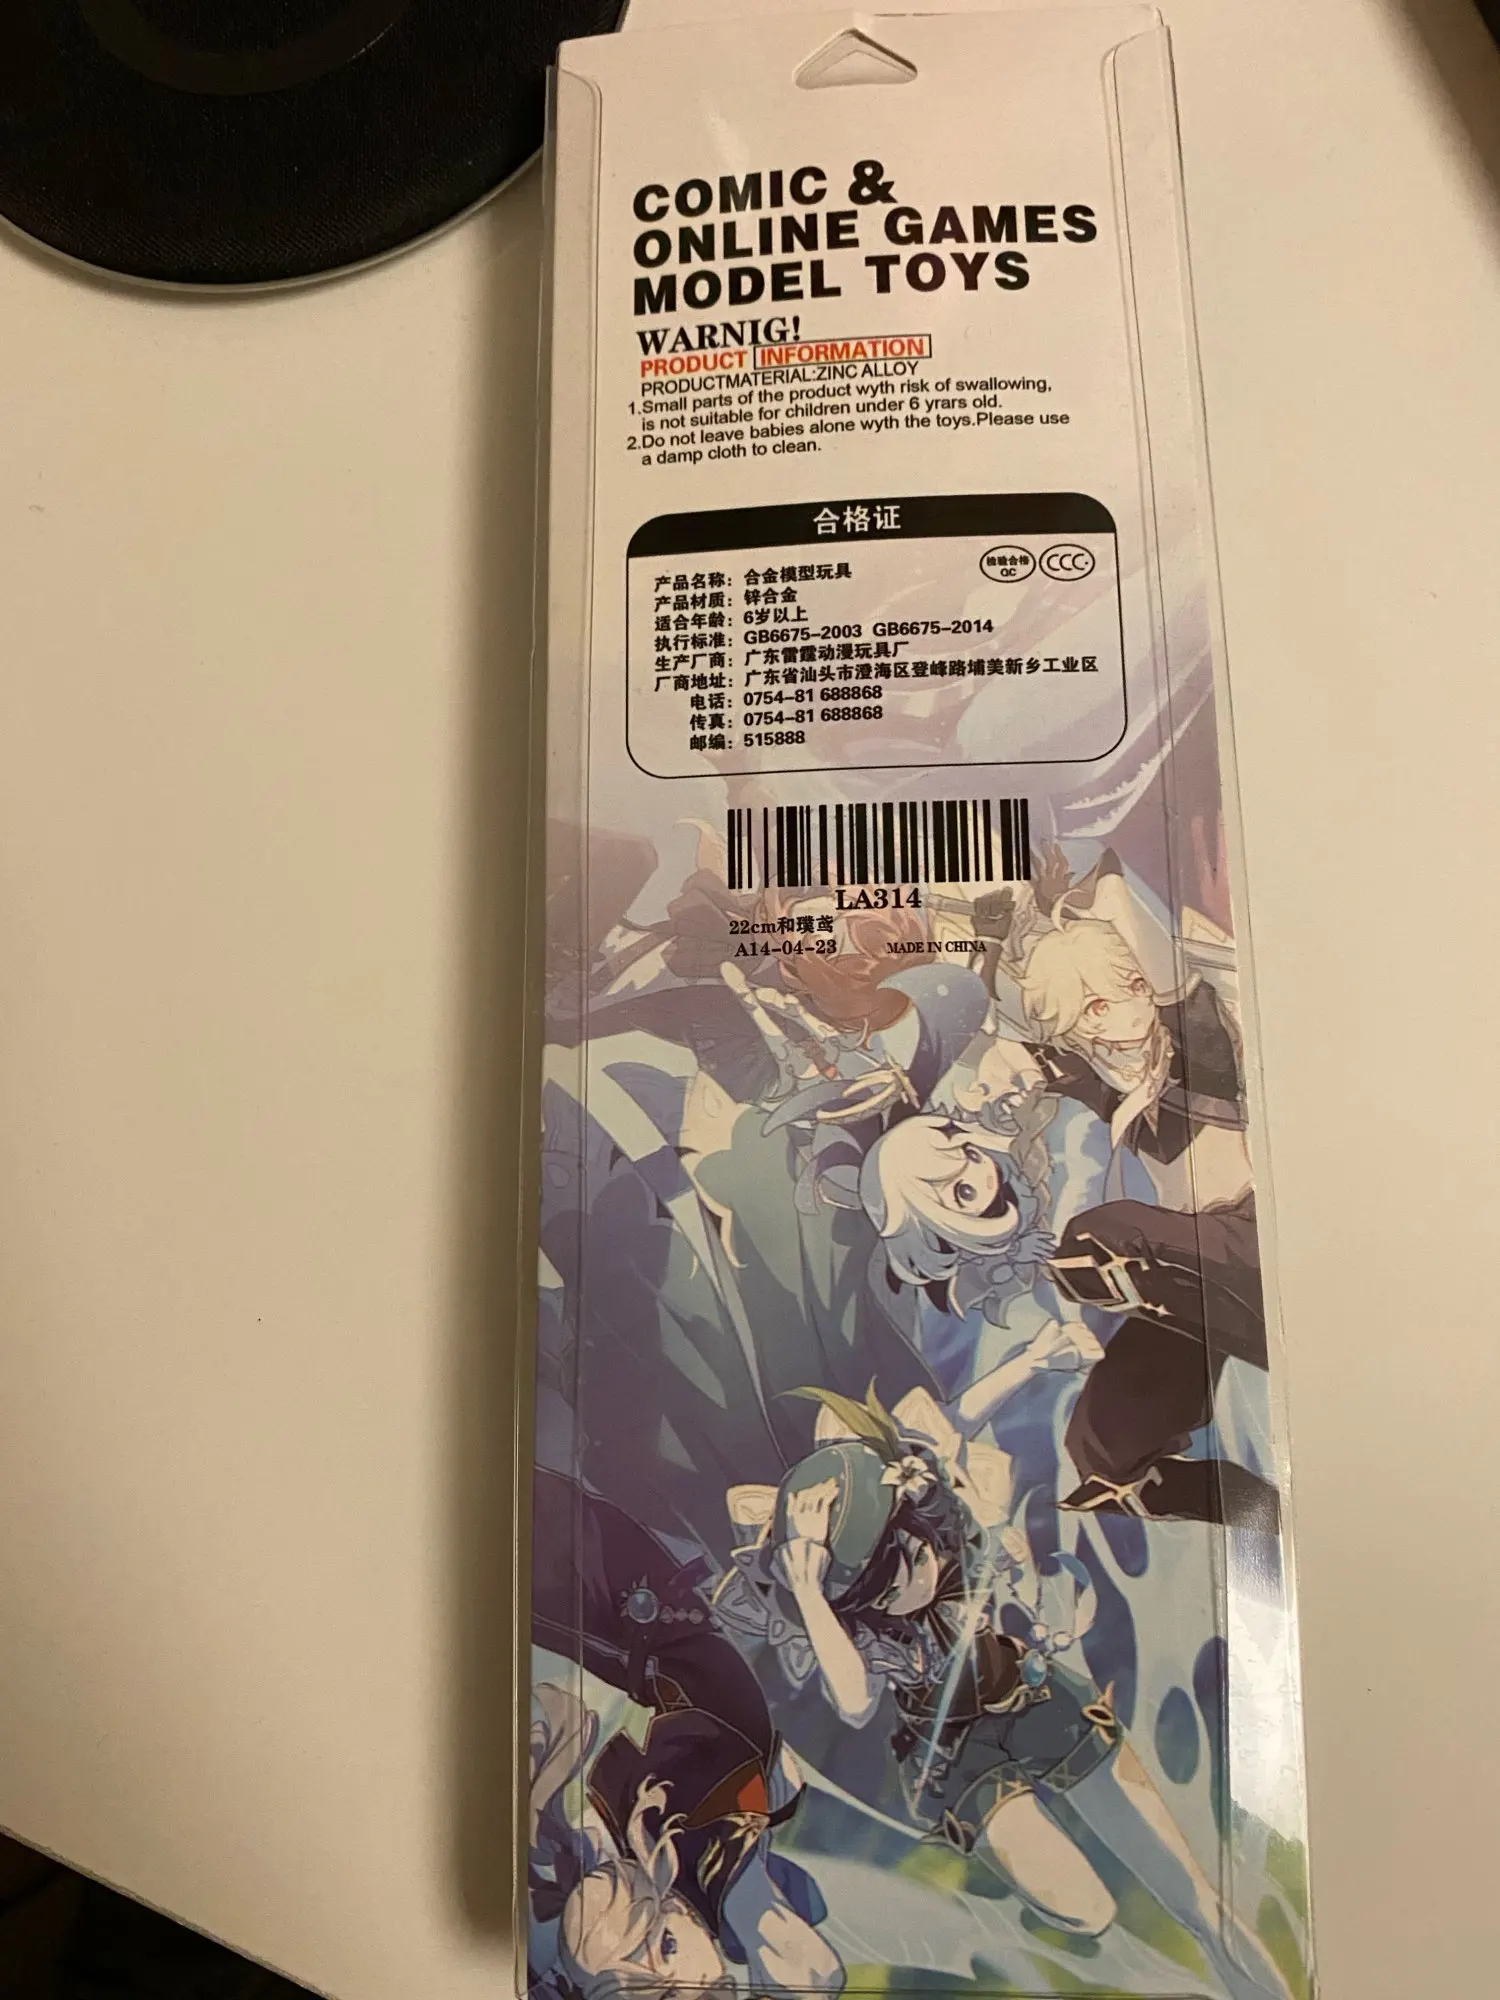 COMIC &
ONLINE GAMES
MODEL TOYS
WARNIG!
PRODUCT INFORMATION
PRODUCTMATERIAL:ZINC ALLOY
1.Small parts of the product wyth risk of swallowing,
is not suitable for children under 6 yrars old.
2.Do not leave babies alone wyth the toys.Please use
a damp cloth to clean.
合格证
检验合格
QC
CCC
产品名称：合金模型玩具
产品材质：锌合金
适合年龄：6岁以上
执行标准：GB6675-2003 GB6675-2014
生产厂商：广东雷霆动漫玩具厂
厂商地址：广东省汕头市澄海区登峰路埔美新乡工业区
电话：0754-81 688868
传真：0754-81 688868
邮编：515888
LA314
22cm和璞鸢
A14-04-23 MADE IN CHINA